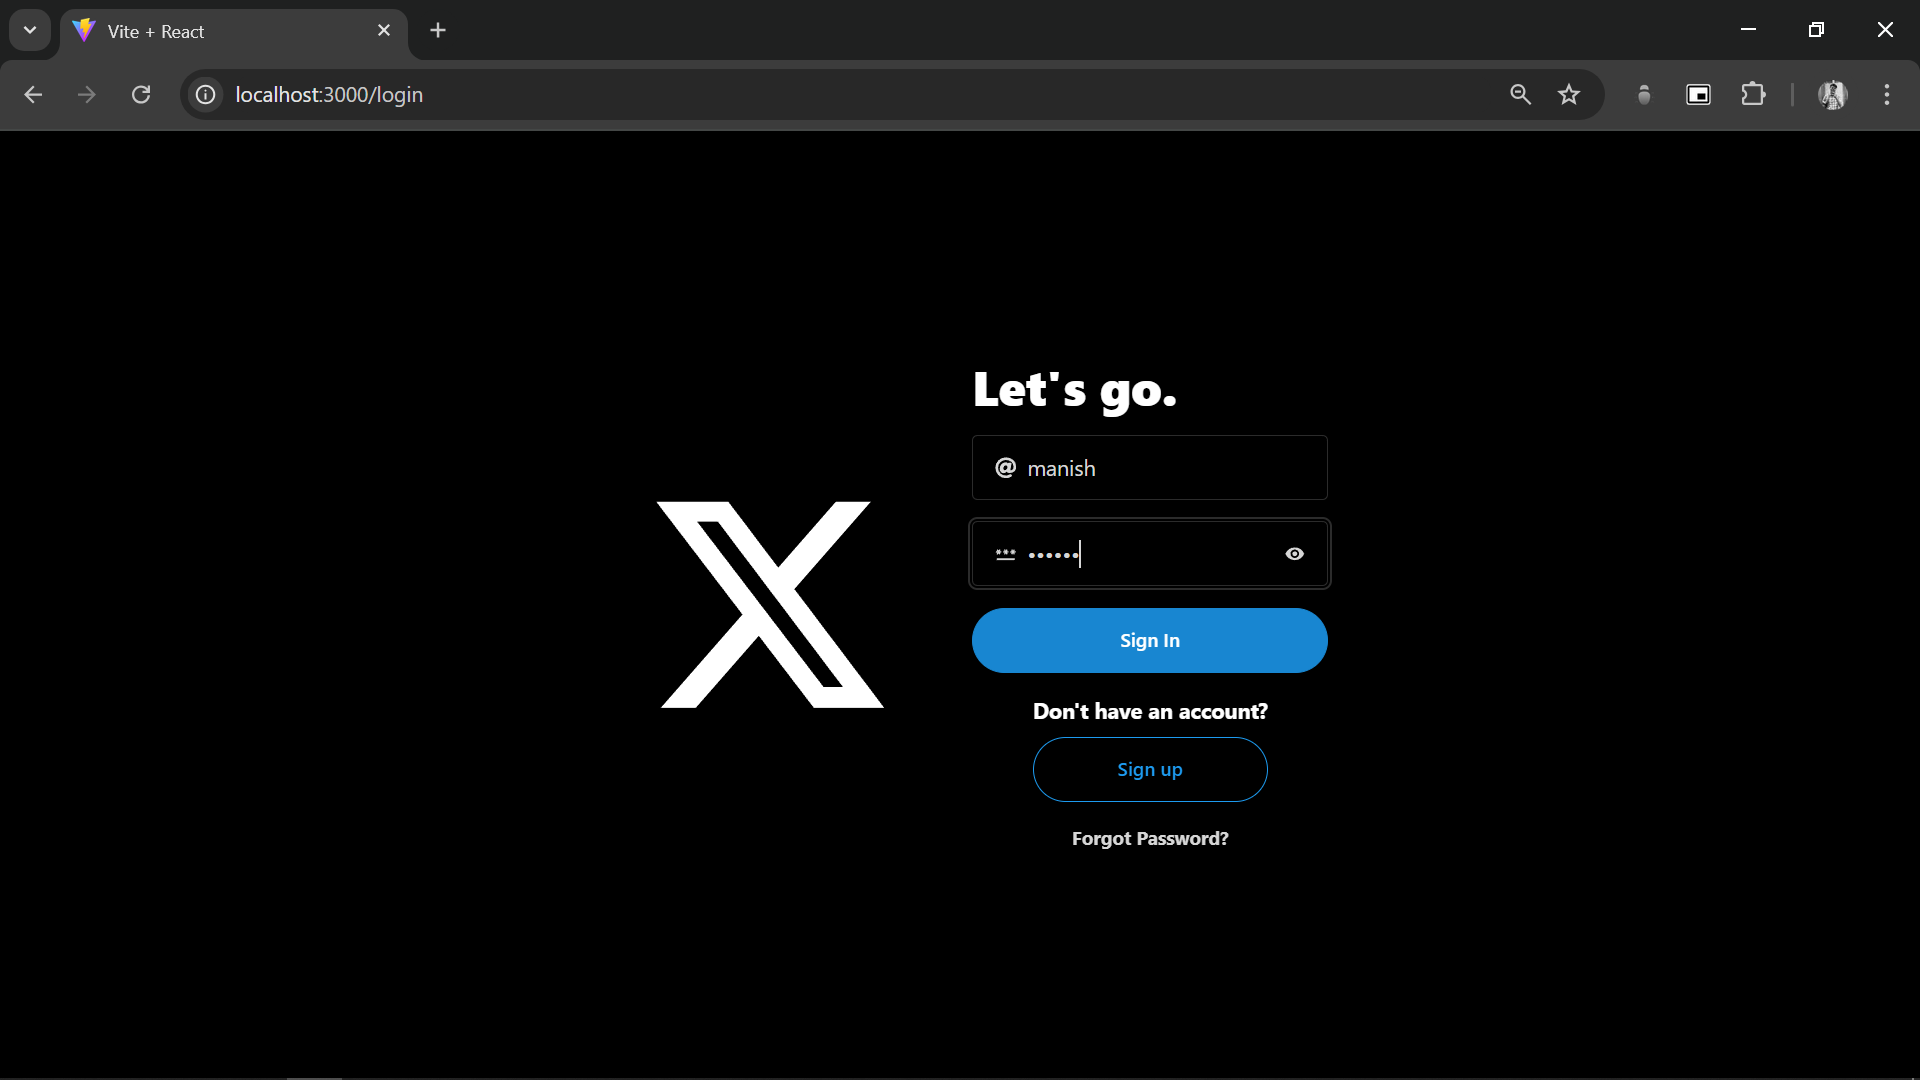 Vite + React
localhost:3000/login
Let's go.
@ manish
••••••
Sign In
Don't have an account?
Sign up
Forgot Password?